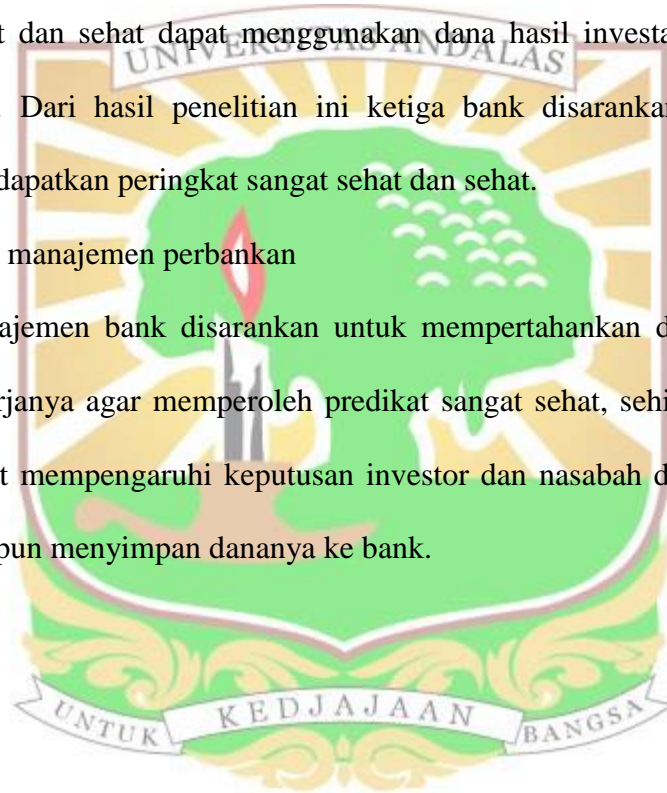 t dan sehat dapat menggunakan dana hasil investa
UNIVERSITAS ANDALAS
. Dari hasil penelitian ini ketiga bank disarankan
dapatkan peringkat sangat sehat dan sehat.
manajemen perbankan
ajemen bank disarankan untuk mempertahankan d
rjanya agar memperoleh predikat sangat sehat, sehi
t mempengaruhi keputusan investor dan nasabah d
pun menyimpan dananya ke bank.
UNTUK KEDJAJAAN BANGSA